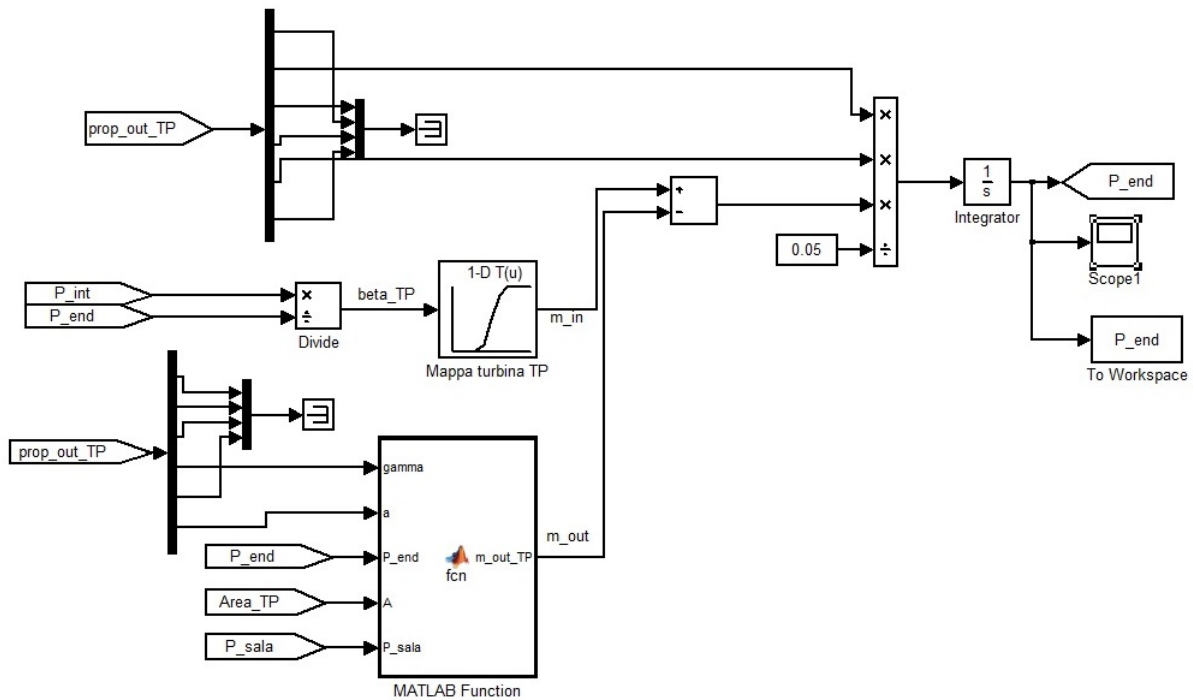 prop_out_TP
×
×
×
÷
0.05
+
-
1
s
Integrator
P_end
Scope1
P_end
To Workspace
P_int
P_end
×
÷
Divide
beta_TP
1-D T(u)
Mappa turbina TP
m_in
prop_out_TP
P_end
Area_TP
P_sala
gamma
a
P_end
A
P_sala
fcn
m_out_TP
MATLAB Function
m_out